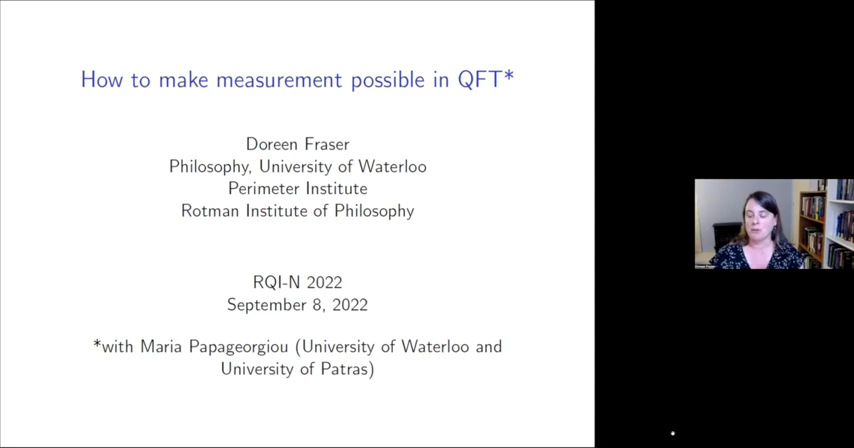 How to make measurement possible in QFT*
Doreen Fraser
Philosophy, University of Waterloo
Perimeter Institute
Rotman Institute of Philosophy
RQI-N 2022
September 8, 2022
*with Maria Papageorgiou (University of Waterloo and
University of Patras)